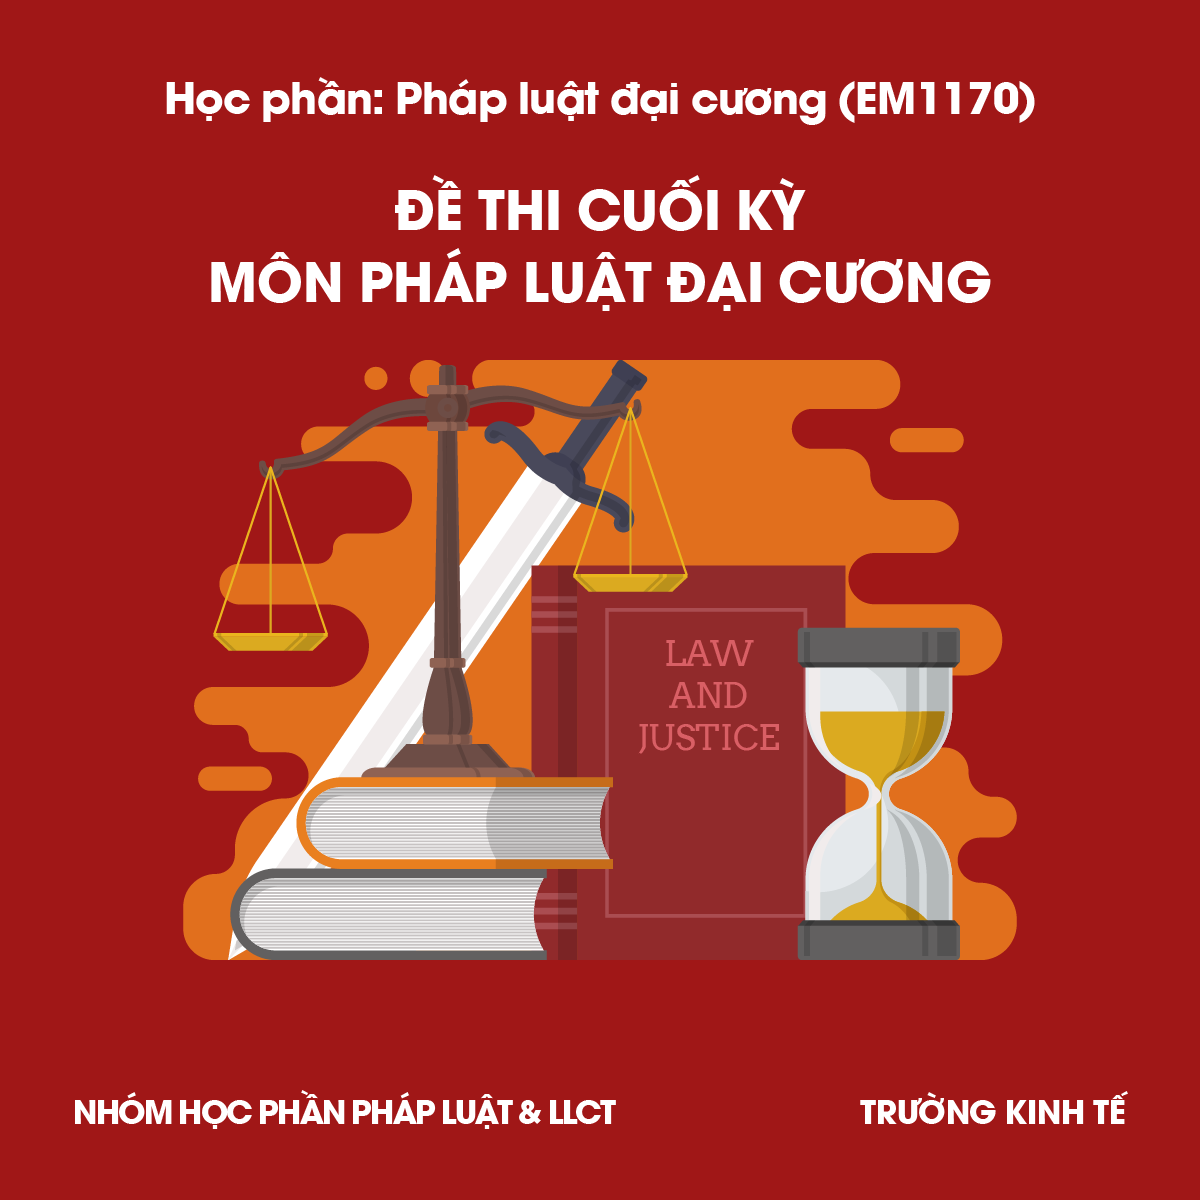 Học phần: Pháp luật đại cương (EM1170)
ĐỀ THI CUỐI KỲ
MÔN PHÁP LUẬT ĐẠI CƯƠNG
LAW
AND
JUSTICE
NHÓM HỌC PHẦN PHÁP LUẬT & LLCT
TRƯỜNG KINH TẾ